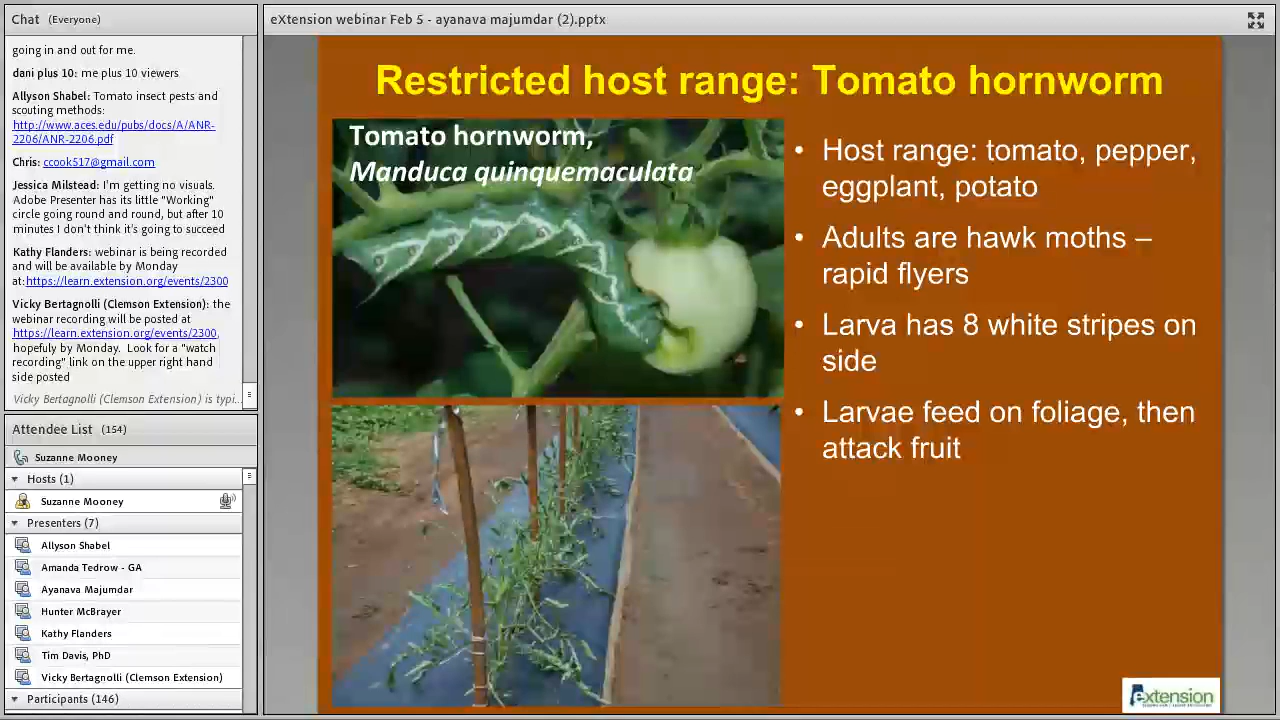 Chat (Everyone)
going in and out for me.
dani plus 10: me plus 10 viewers
Allyson Shabel: Tomato insect pests and
scouting methods:
http://www.aces.edu/pubs/docs/A/ANR-
2206/ANR-2206.pdf
Chris: ccook517@gmail.com
Jessica Milstead: I'm getting no visuals.
Adobe Presenter has it's little "Working"
circle going round and round, but after 10
minutes I don't think it's going to succeed
Kathy Flanders: webinar is being recorded
and will be available by Monday
at:https://learn.extension.org/events/2300
Vicky Bertagnolli (Clemson Extension): the
webinar recording will be posted at
https://learn.extension.org/events/2300,
hopefully by Monday. Look for a "watch
recording" link on the upper right hand
side posted
Vicky Bertagnolli (Clemson Extension) is typi...
Attendee List (154)
Suzanne Mooney
Hosts (1)
Suzanne Mooney
Presenters (7)
Allyson Shabel
Amanda Tedrow - GA
Ayanava Majumdar
Hunter McBrayer
Kathy Flanders
Tim Davis, PhD
Vicky Bertagnolli (Clemson Extension)
Participants (146)
eXtension webinar Feb 5 - ayanava majumdar (2).pptx
Restricted host range: Tomato hornworm
Tomato hornworm,
Manduca quinquemaculata
• Host range: tomato, pepper,
eggplant, potato
• Adults are hawk moths –
rapid flyers
• Larva has 8 white stripes on
side
• Larvae feed on foliage, then
attack fruit
extension